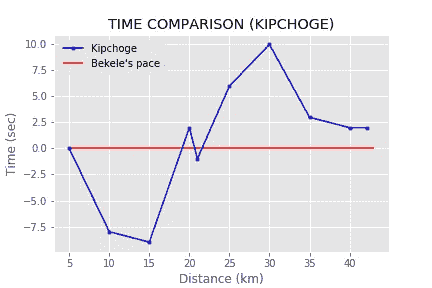 TIME COMPARISON (KIPCHOGE)
Kipchoge
Bekele's pace
10.0
7.5
5.0
2.5
0.0
−2.5
−5.0
−7.5
Time (sec)
5 10 15 20 25 30 35 40
Distance (km)